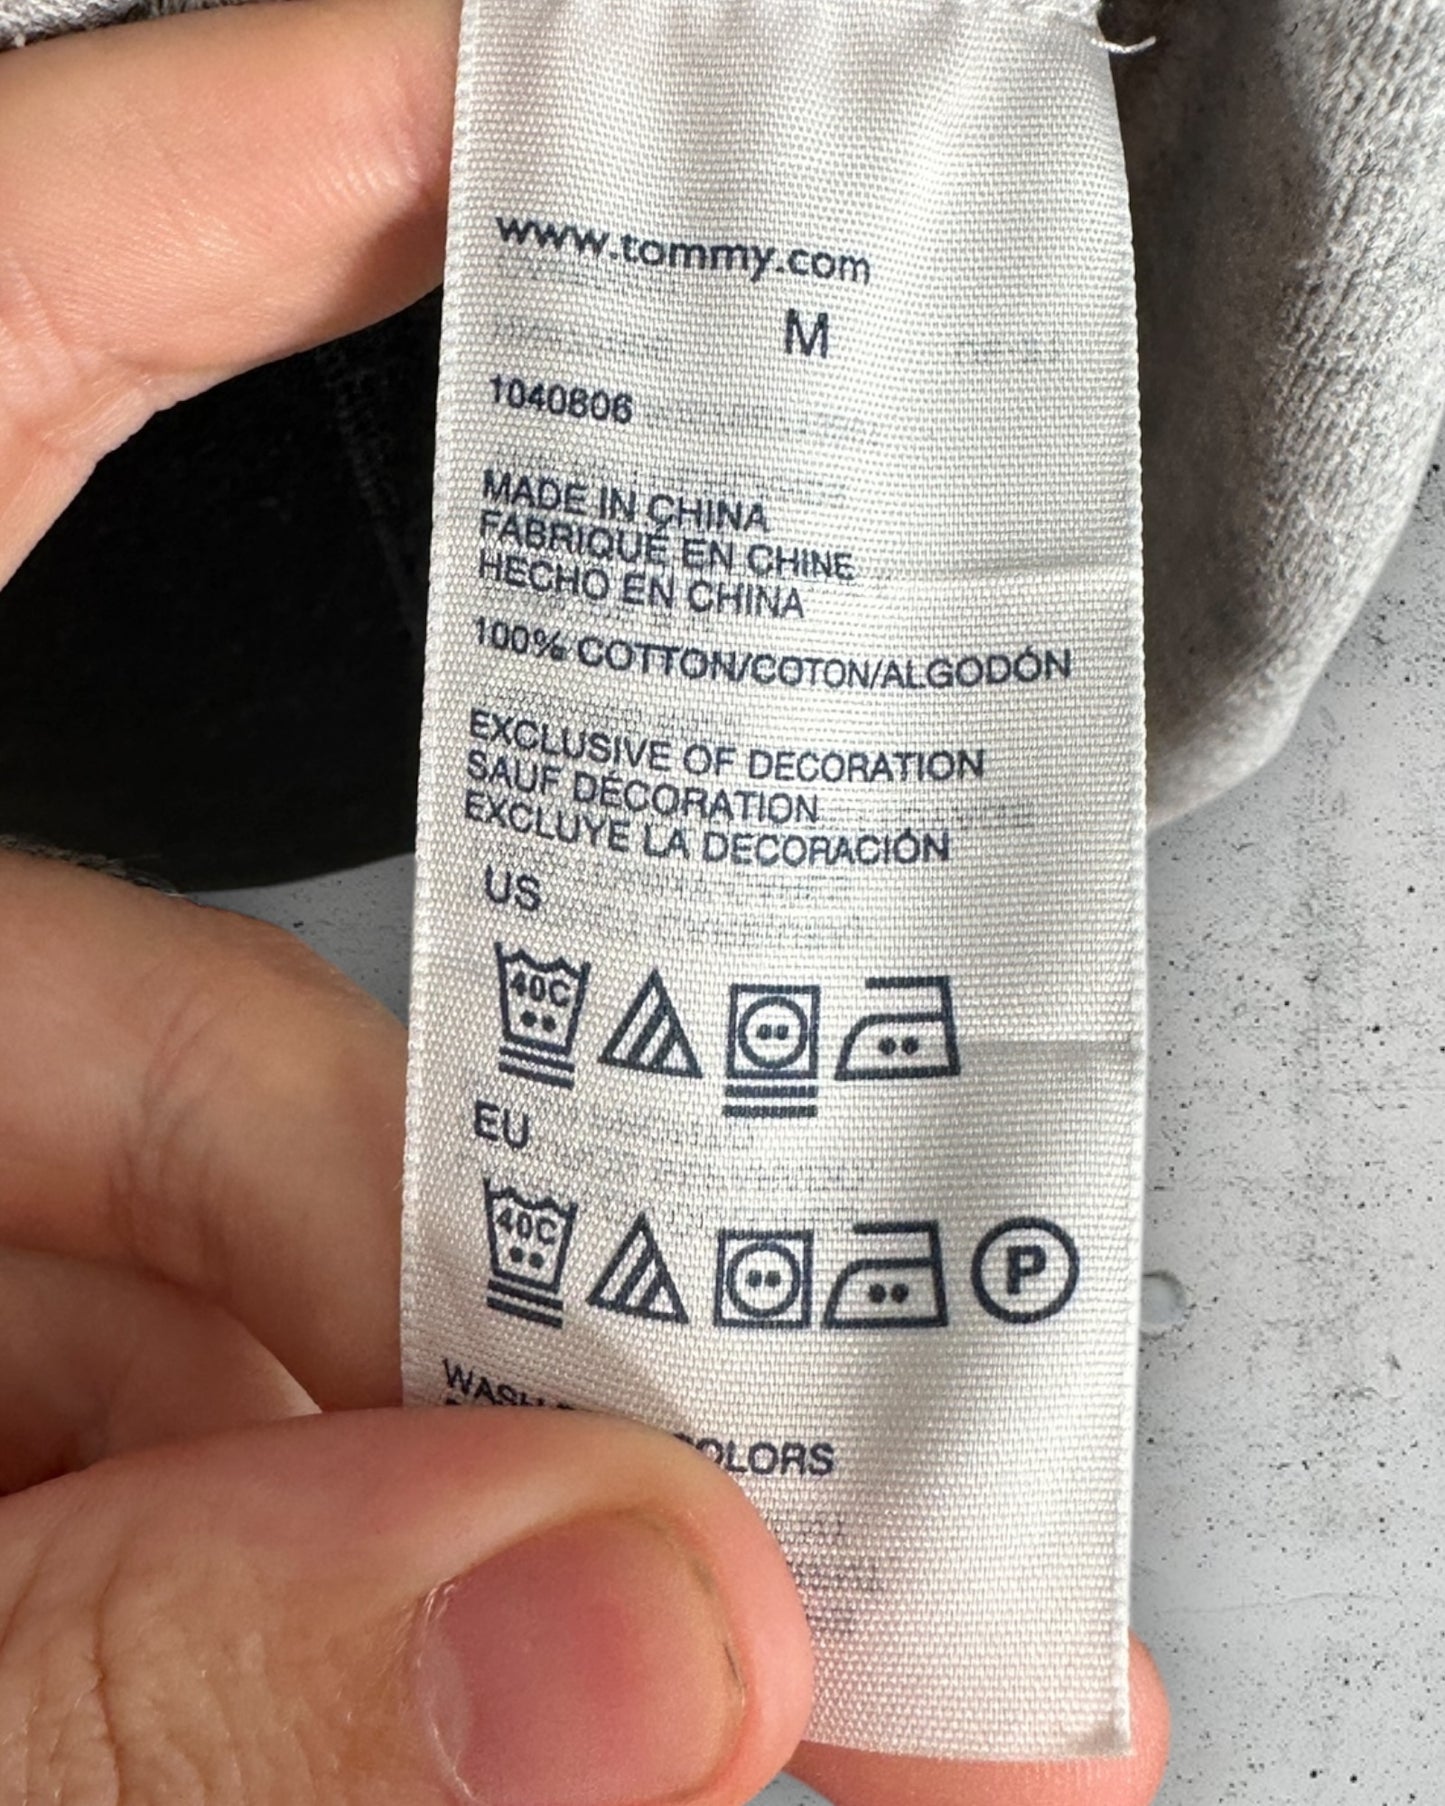 www.tommy.com
M
1040806
MADE IN CHINA
FABRIQUÉ EN CHINE
HECHO EN CHINA
100% COTTON/COTON/ALGODÓN
EXCLUSIVE OF DECORATION
SAUF DÉCORATION
EXCLUYE LA DECORACIÓN
US
40C
EU
40C
P
WASH
COLORS